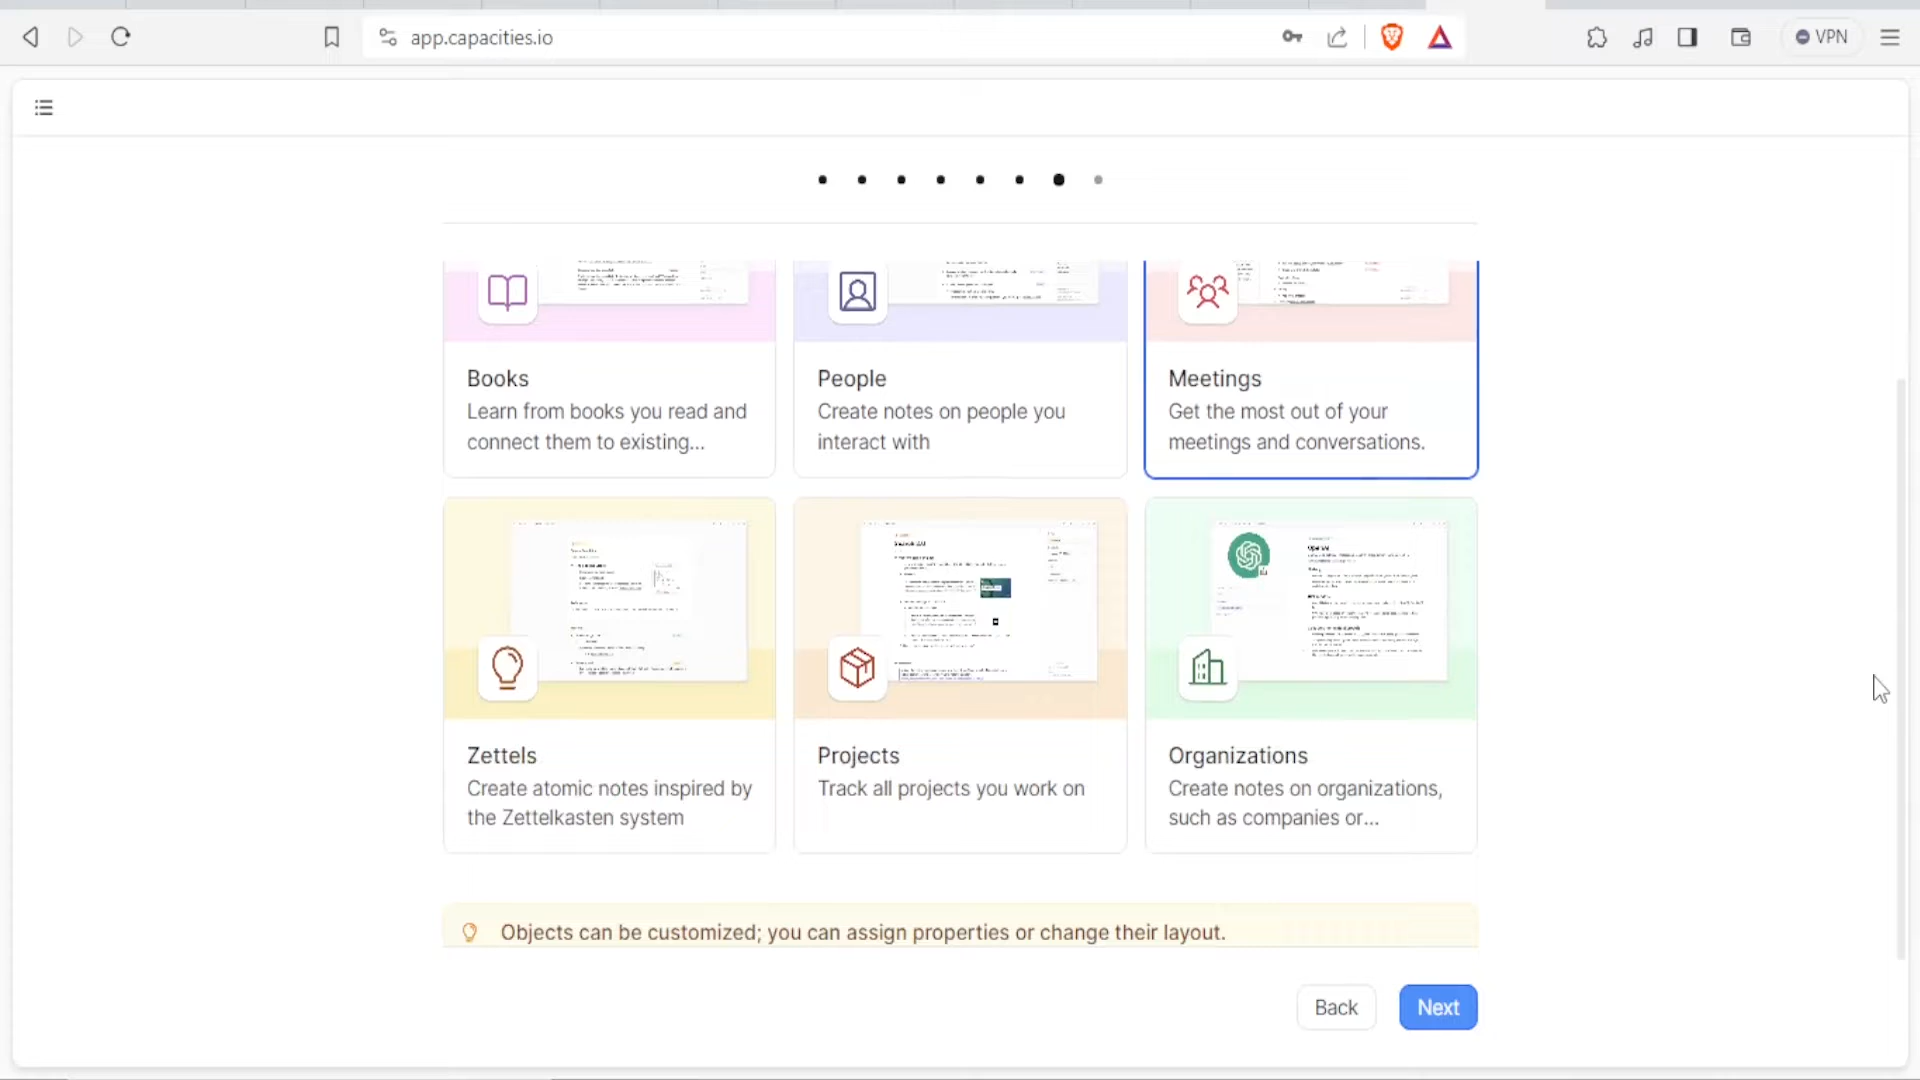 app.capacities.io
VPN
Books
Learn from books you read and
connect them to existing...
People
Create notes on people you
interact with
Meetings
Get the most out of your
meetings and conversations.
Zettels
Create atomic notes inspired by
the Zettelkasten system
Projects
Track all projects you work on
Organizations
Create notes on organizations,
such as companies or...
Objects can be customized; you can assign properties or change their layout.
Back
Next